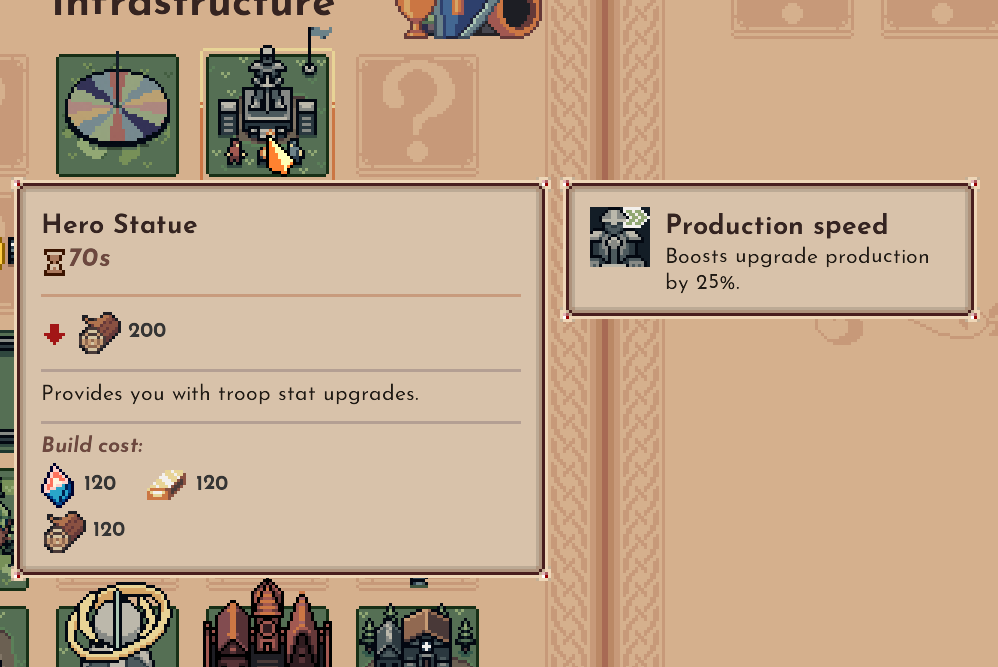 Infrastructure
Hero Statue
70s
200
Provides you with troop stat upgrades.
Build cost:
120 120
120
Production speed
Boosts upgrade production
by 25%.